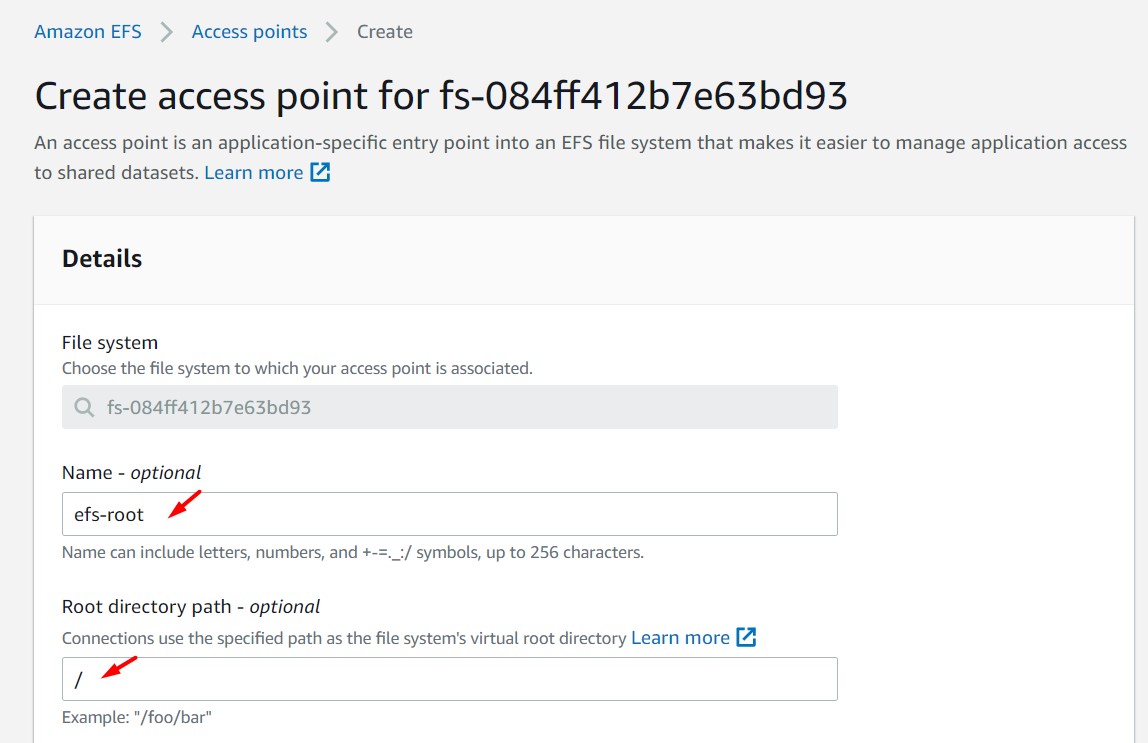 Amazon EFS > Access points > Create
Create access point for fs-084ff412b7e63bd93
An access point is an application-specific entry point into an EFS file system that makes it easier to manage application access
to shared datasets. Learn more
Details
File system
Choose the file system to which your access point is associated.
fs-084ff412b7e63bd93
Name - optional
efs-root
Name can include letters, numbers, and +-=._:/ symbols, up to 256 characters.
Root directory path - optional
Connections use the specified path as the file system's virtual root directory Learn more
/
Example: "/foo/bar"